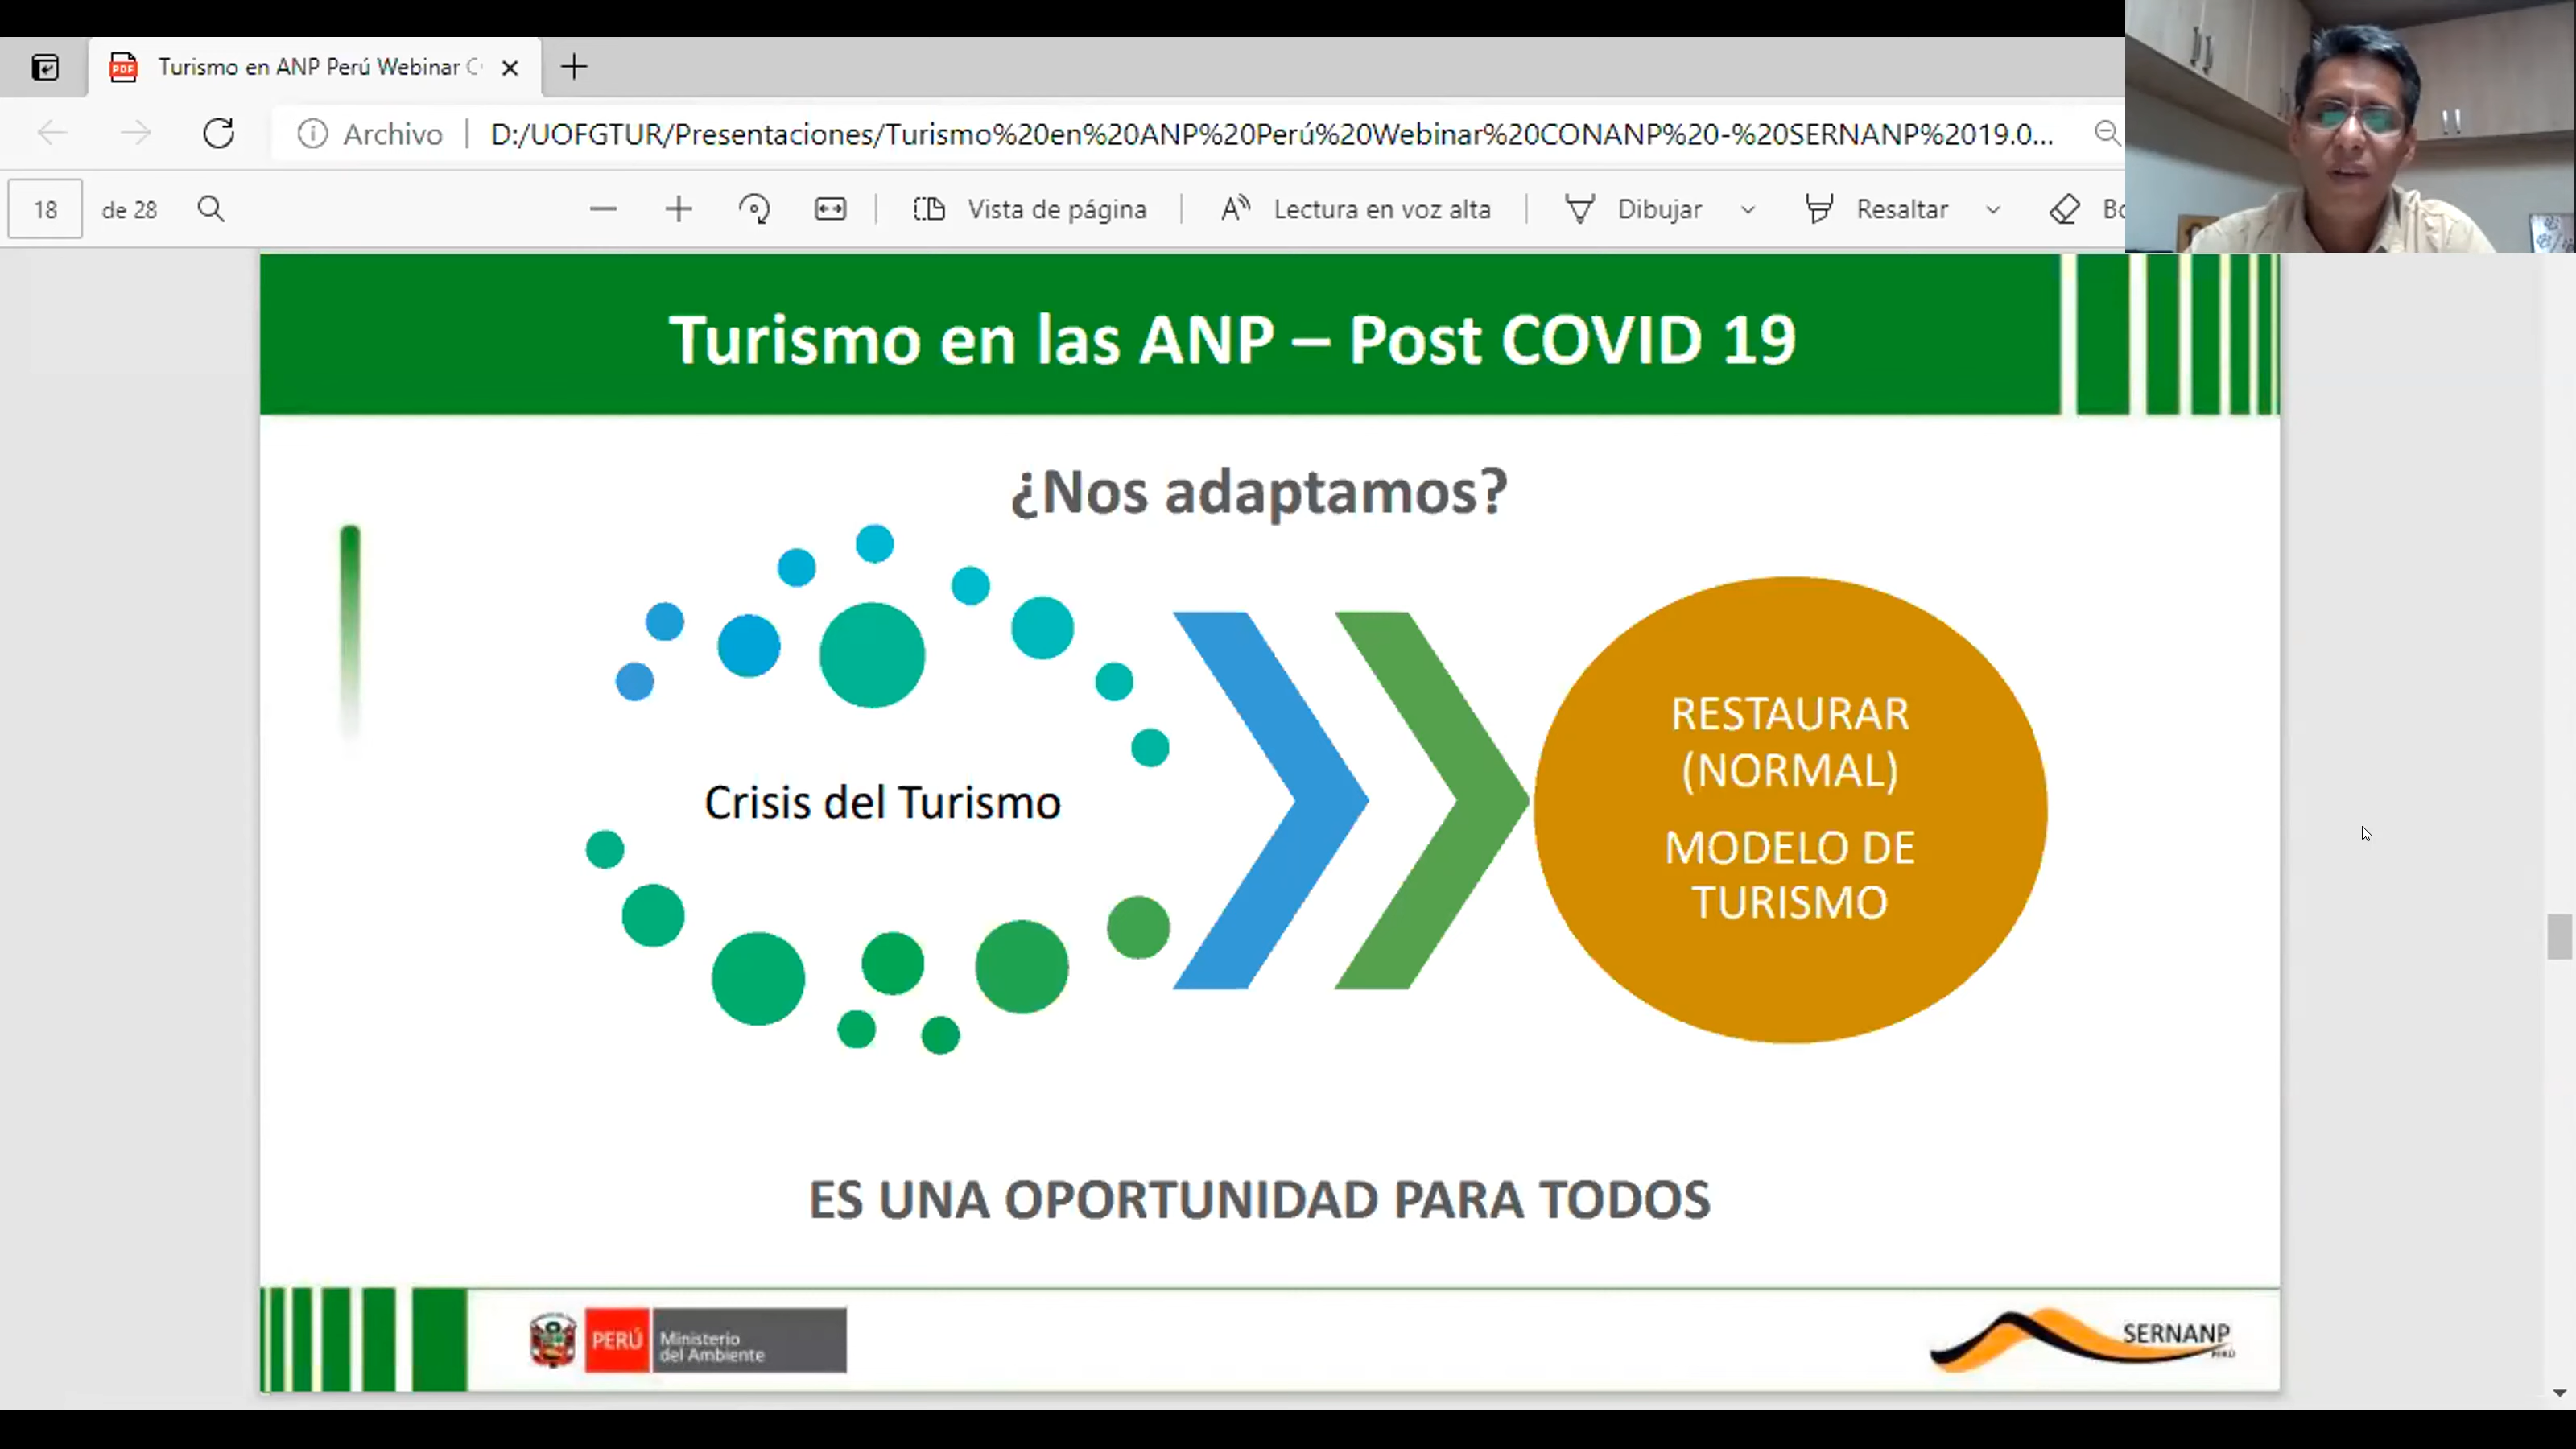 Turismo en ANP Perú Webinar C
Archivo
D:/UOFGTUR/Presentaciones/Turismo%20en%20ANP%20Perú%20Webinar%20CONANP%20-%20SERNANP%2019.0...
18 de 28
Vista de página
Lectura en voz alta
Dibujar
Resaltar
Turismo en las ANP – Post COVID 19
¿Nos adaptamos?
Crisis del Turismo
RESTAURAR
(NORMAL)
MODELO DE
TURISMO
ES UNA OPORTUNIDAD PARA TODOS
PERÚ
Ministerio
del Ambiente
SERNANP
PERÚ